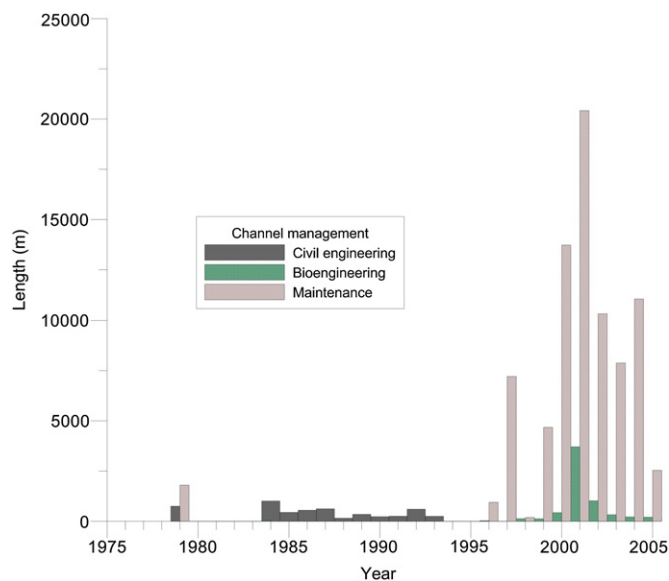 25000
20000
15000
10000
5000
0
Length (m)
Channel management
Civil engineering
Bioengineering
Maintenance
1975 1980 1985 1990 1995 2000 2005
Year